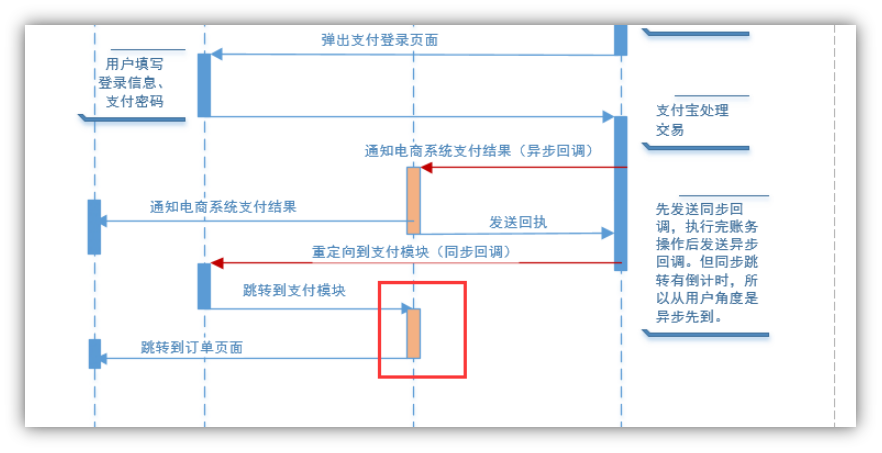 弹出支付登录页面
用户填写
登录信息、
支付密码
支付宝处理
交易
通知电商系统支付结果（异步回调）
通知电商系统支付结果
发送回执
先发送同步回
调，执行完账务
操作后发送异步
回调。但同步跳
转有倒计时，所
以从用户角度是
异步先到。
重定向到支付模块（同步回调）
跳转到支付模块
跳转到订单页面